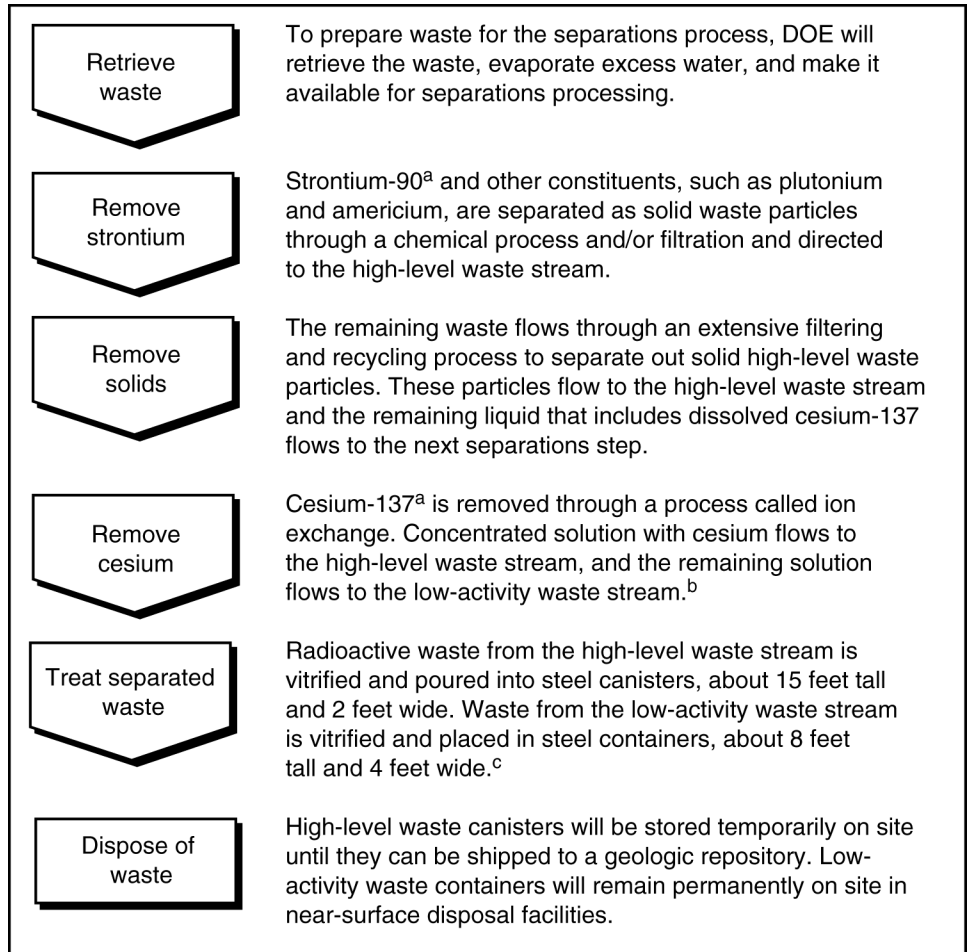 Retrieve
waste
To prepare waste for the separations process, DOE will
retrieve the waste, evaporate excess water, and make it
available for separations processing.
Remove
strontium
Strontium-90a and other constituents, such as plutonium
and americium, are separated as solid waste particles
through a chemical process and/or filtration and directed
to the high-level waste stream.
Remove
solids
The remaining waste flows through an extensive filtering
and recycling process to separate out solid high-level waste
particles. These particles flow to the high-level waste stream
and the remaining liquid that includes dissolved cesium-137
flows to the next separations step.
Remove
cesium
Cesium-137a is removed through a process called ion
exchange. Concentrated solution with cesium flows to
the high-level waste stream, and the remaining solution
flows to the low-activity waste stream.b
Treat separated
waste
Radioactive waste from the high-level waste stream is
vitrified and poured into steel canisters, about 15 feet tall
and 2 feet wide. Waste from the low-activity waste stream
is vitrified and placed in steel containers, about 8 feet
tall and 4 feet wide.c
Dispose of
waste
High-level waste canisters will be stored temporarily on site
until they can be shipped to a geologic repository. Low-
activity waste containers will remain permanently on site in
near-surface disposal facilities.